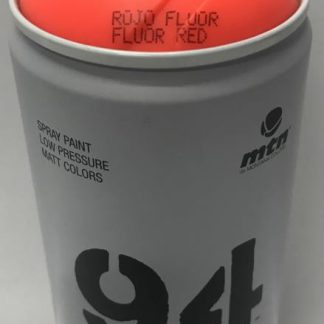 ROJO FLUOR
FLUOR RED
SPRAY PAINT
LOW PRESSURE
MATT COLORS
mtn
94